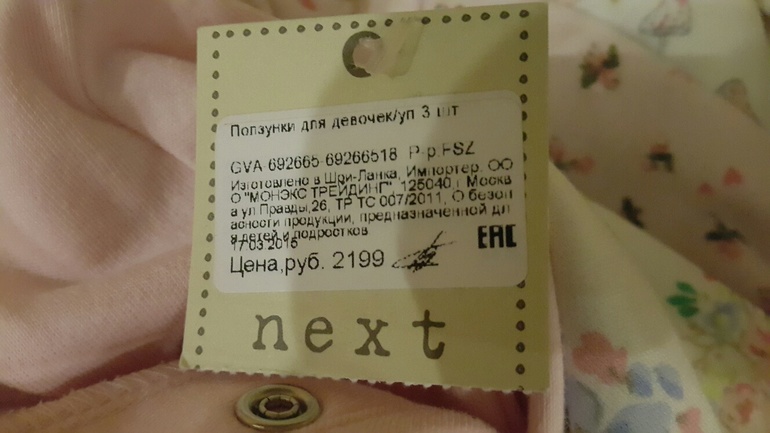 Ползунки для девочек/уп 3 шт
GVA-692665-69266518 Р-р.FSZ
Изготовлено в Шри-Ланка, Импортер. ОО
О "МОНЭКС ТРЕЙДИНГ", 125040,г Москв
а ул Правды,26, ТР ТС 007/2011, О безоп
асности продукции, предназначенной дл
я детей и подростков
17 03 2016
Цена,руб. 2199
EAC
next